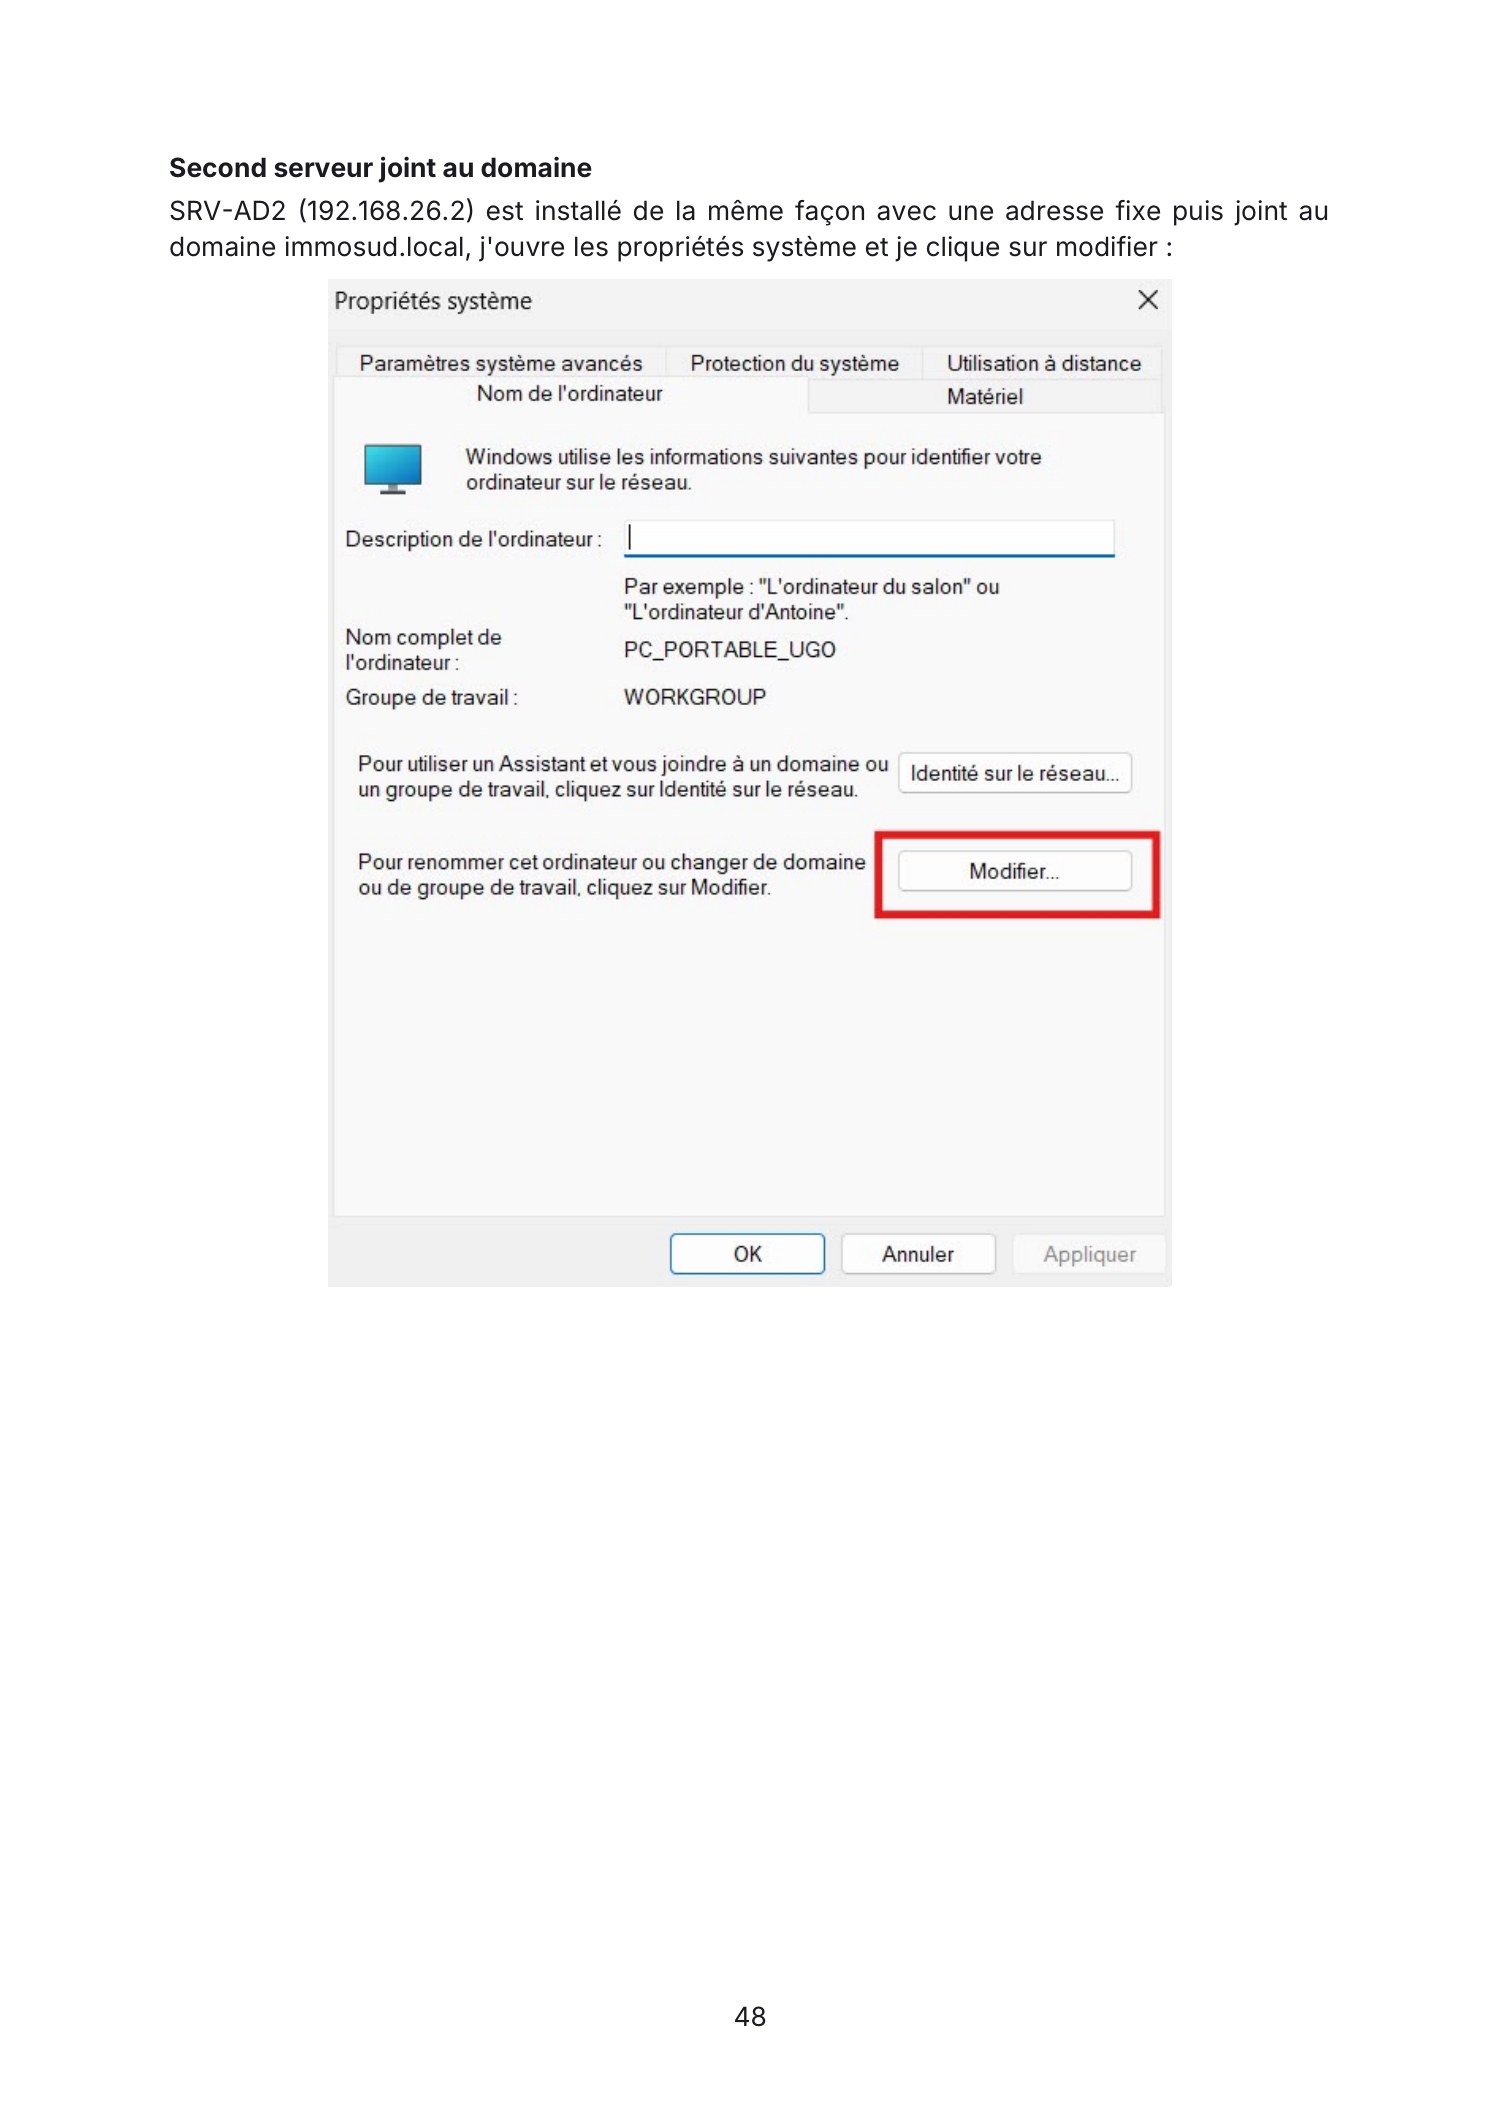 Second serveur joint au domaine
SRV-AD2 (192.168.26.2) est installé de la même façon avec une adresse fixe puis joint au
domaine immosud.local, j'ouvre les propriétés système et je clique sur modifier :
Propriétés système
Paramètres système avancés
Protection du système
Utilisation à distance
Nom de l'ordinateur
Matériel
Windows utilise les informations suivantes pour identifier votre
ordinateur sur le réseau.
Description de l'ordinateur :
Par exemple : "L'ordinateur du salon" ou
"L'ordinateur d'Antoine".
Nom complet de
l'ordinateur :
PC_PORTABLE_UGO
Groupe de travail :
WORKGROUP
Pour utiliser un Assistant et vous joindre à un domaine ou
un groupe de travail, cliquez sur Identité sur le réseau.
Identité sur le réseau...
Pour renommer cet ordinateur ou changer de domaine
ou de groupe de travail, cliquez sur Modifier.
Modifier...
OK
Annuler
Appliquer
48